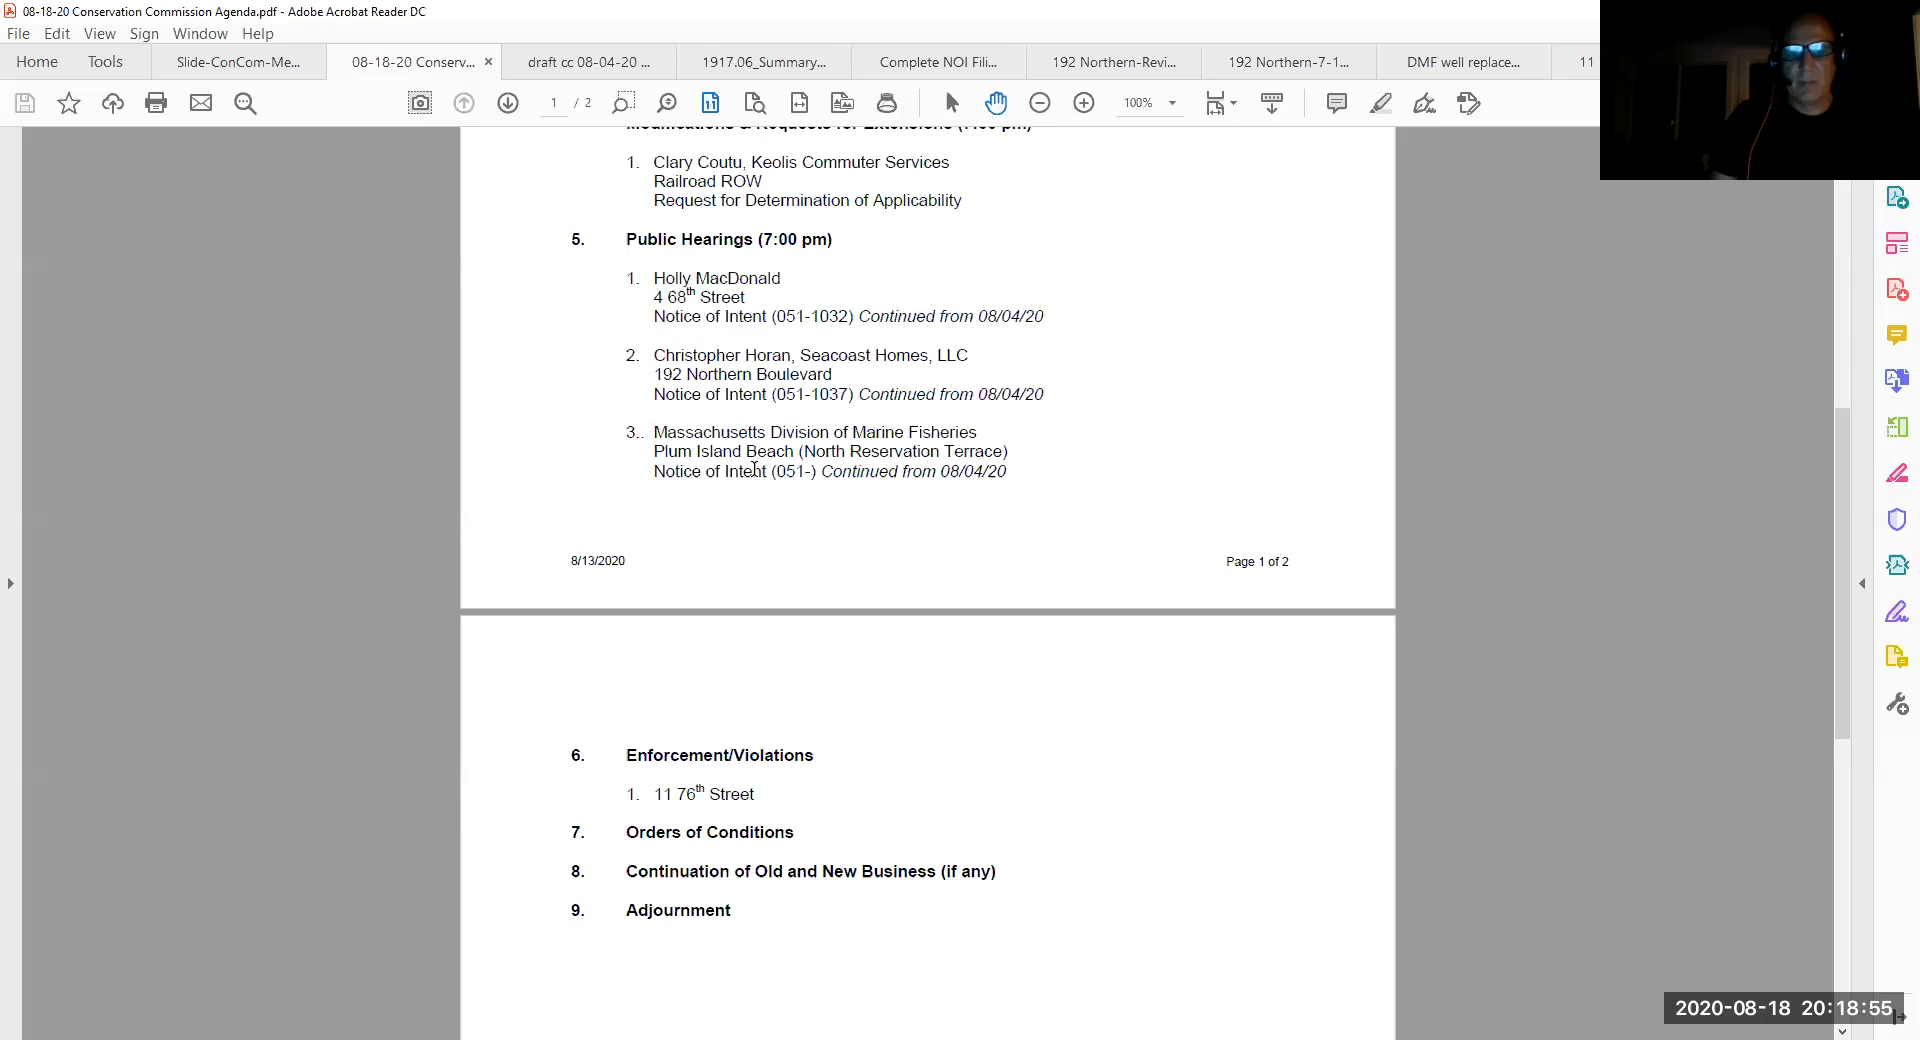 08-18-20 Conservation Commission Agenda.pdf - Adobe Acrobat Reader DC
File Edit View Sign Window Help
Home Tools Slide-ConCom-Me... 08-18-20 Conserv... × draft cc 08-04-20 ... 1917.06_Summary... Complete NOI Fili... 192 Northern-Revi... 192 Northern-7-1... DMF well replace... 11
1 / 2 100%
Modifications & Requests for Extensions (7:00 pm)
1. Clary Coutu, Keolis Commuter Services
Railroad ROW
Request for Determination of Applicability
5. Public Hearings (7:00 pm)
1. Holly MacDonald
4 68th Street
Notice of Intent (051-1032) Continued from 08/04/20
2. Christopher Horan, Seacoast Homes, LLC
192 Northern Boulevard
Notice of Intent (051-1037) Continued from 08/04/20
3.. Massachusetts Division of Marine Fisheries
Plum Island Beach (North Reservation Terrace)
Notice of Intent (051-) Continued from 08/04/20
8/13/2020 Page 1 of 2
6. Enforcement/Violations
1. 11 76th Street
7. Orders of Conditions
8. Continuation of Old and New Business (if any)
9. Adjournment
2020-08-18 20:18:55